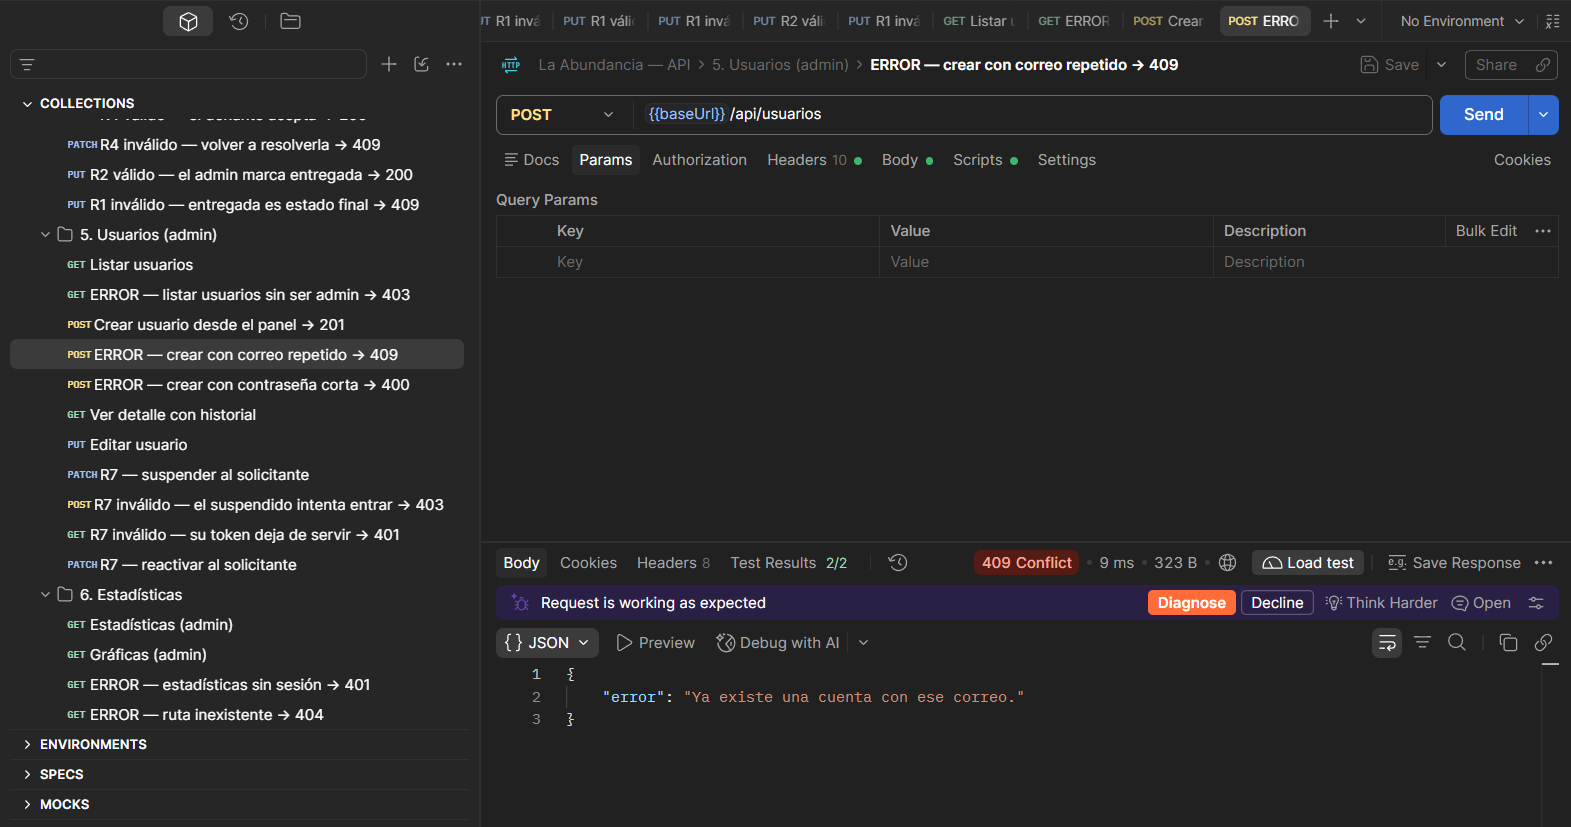 R1 invá
PUT R1 váli
PUT R1 invá
PUT R2 váli
PUT R1 invá
GET Listar
GET ERROR
POST Crear
POST ERRO
No Environment
COLLECTIONS
PATCH R4 inválido — volver a resolverla → 409
PUT R2 válido — el admin marca entregada → 200
PUT R1 inválido — entregada es estado final → 409
5. Usuarios (admin)
GET Listar usuarios
GET ERROR — listar usuarios sin ser admin → 403
POST Crear usuario desde el panel → 201
POST ERROR — crear con correo repetido → 409
POST ERROR — crear con contraseña corta → 400
GET Ver detalle con historial
PUT Editar usuario
PATCH R7 — suspender al solicitante
POST R7 inválido — el suspendido intenta entrar → 403
GET R7 inválido — su token deja de servir → 401
PATCH R7 — reactivar al solicitante
6. Estadísticas
GET Estadísticas (admin)
GET Gráficas (admin)
GET ERROR — estadísticas sin sesión → 401
GET ERROR — ruta inexistente → 404
ENVIRONMENTS
SPECS
MOCKS
HTTP La Abundancia — API > 5. Usuarios (admin) > ERROR — crear con correo repetido → 409
Save
Share
POST {{baseUrl}} /api/usuarios
Send
Docs Params Authorization Headers 10 Body Scripts Settings Cookies
Query Params
Key Value Description Bulk Edit
Key Value Description
Body Cookies Headers 8 Test Results 2/2
409 Conflict • 9 ms • 323 B
Load test
e.g. Save Response
Request is working as expected
Diagnose Decline Think Harder Open
{} JSON Preview Debug with AI
1 {
2 "error": "Ya existe una cuenta con ese correo."
3 }